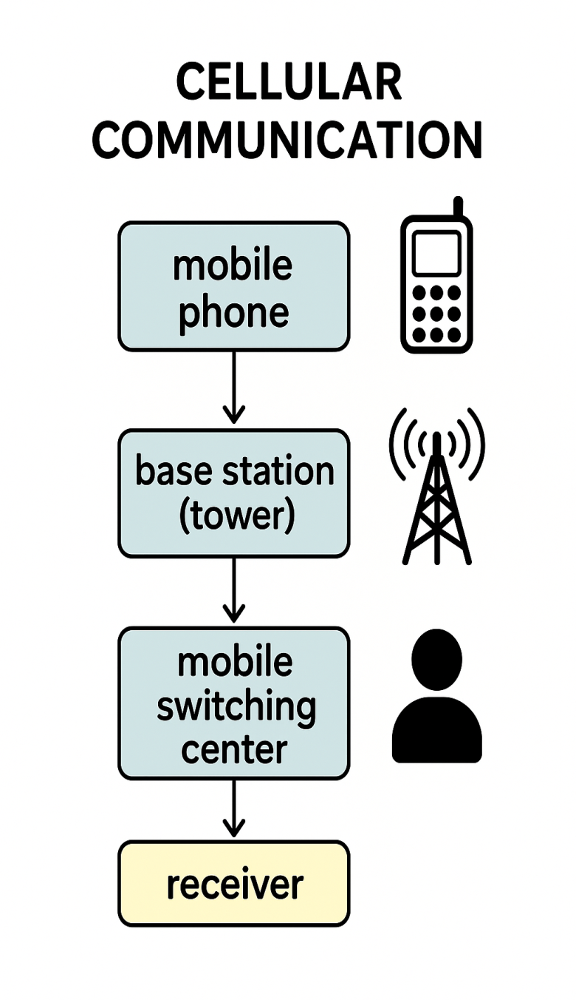 CELLULAR
COMMUNICATION
mobile
phone
base station
(tower)
mobile
switching
center
receiver